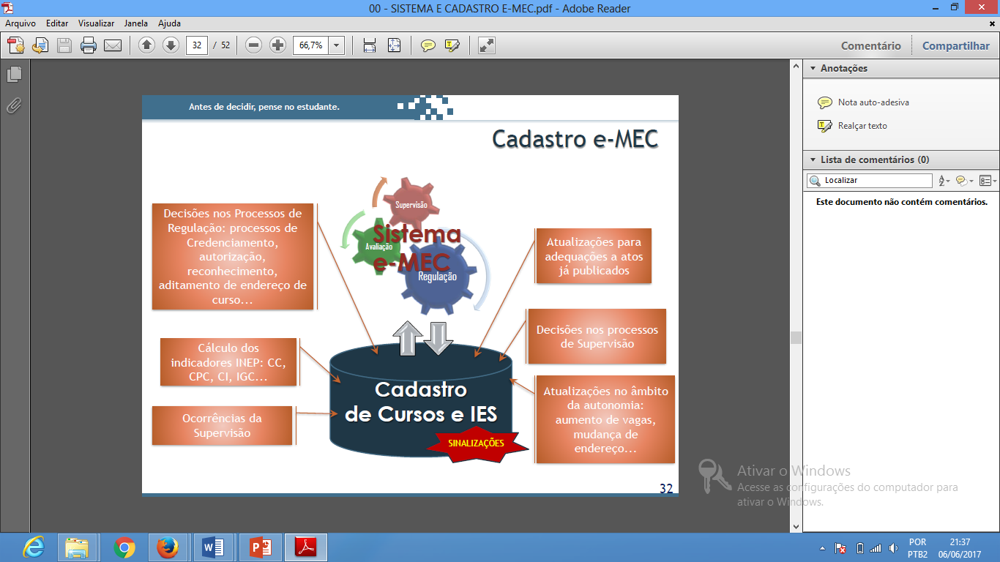 00 - SISTEMA E CADASTRO E-MEC.pdf - Adobe Reader
Arquivo Editar Visualizar Janela Ajuda
32 / 52
66,7%
Comentário
Compartilhar
Anotações
Nota auto-adesiva
Realçar texto
Lista de comentários (0)
Localizar
Este documento não contém comentários.
Antes de decidir, pense no estudante.
Cadastro e-MEC
Supervisão
Avaliação
Regulação
Sistema
e-MEC
Decisões nos Processos de
Regulação: processos de
Credenciamento,
autorização,
reconhecimento,
aditamento de endereço de
curso...
Cálculo dos
indicadores INEP: CC,
CPC, CI, IGC...
Ocorrências da
Supervisão
Atualizações para
adequações a atos
já publicados
Decisões nos processos
de Supervisão
Atualizações no âmbito
da autonomia:
aumento de vagas,
mudança de
endereço...
Cadastro
de Cursos e IES
SINALIZAÇÕES
32
Ativar o Windows
Acesse as configurações do computador para
ativar o Windows.
POR
PTB2
21:37
06/06/2017